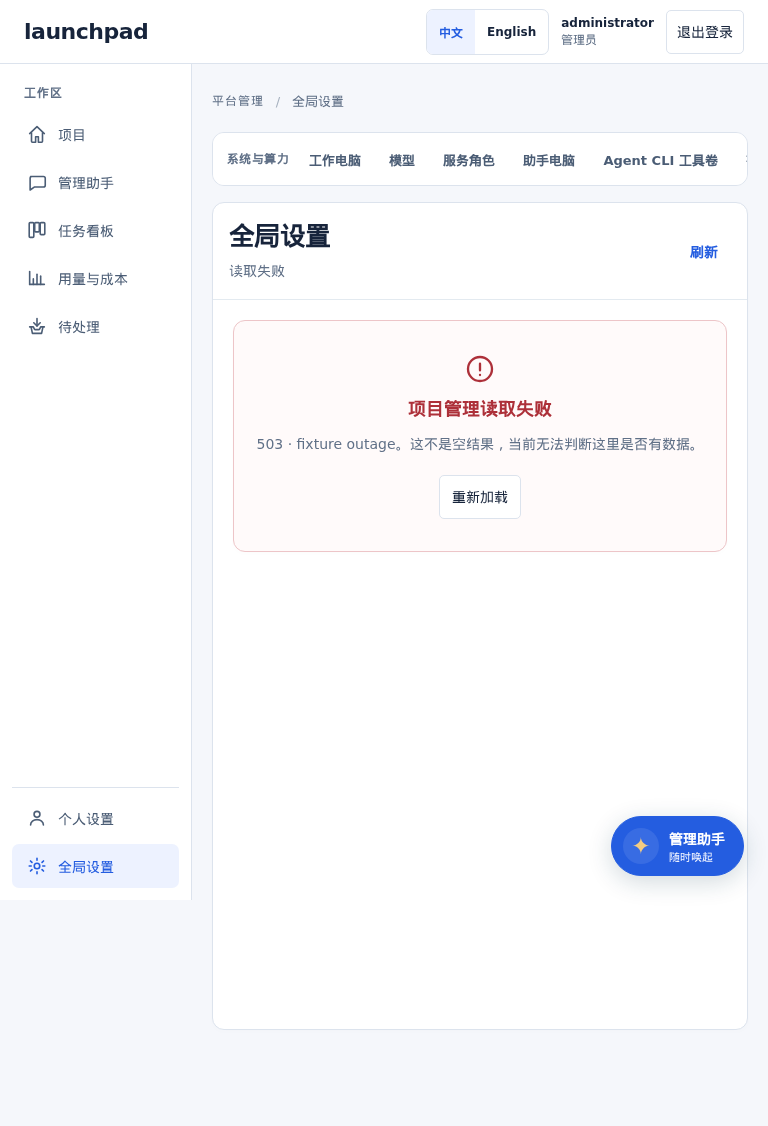 launchpad
中文
English
administrator
管理员
退出登录
工作区
项目
管理助手
任务看板
用量与成本
待处理
个人设置
全局设置
平台管理 / 全局设置
系统与算力 工作电脑 模型 服务角色 助手电脑 Agent CLI 工具卷
全局设置
读取失败
刷新
项目管理读取失败
503 · fixture outage。这不是空结果，当前无法判断这里是否有数据。
重新加载
管理助手
随时唤起